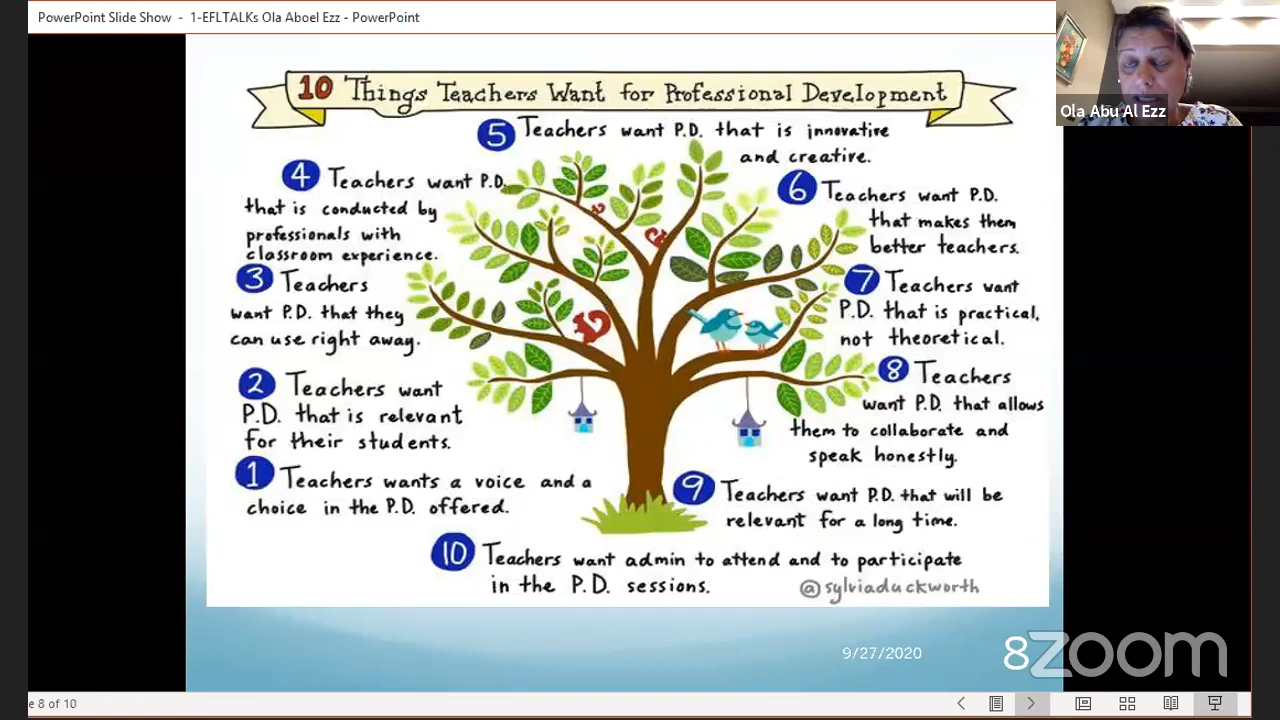 PowerPoint Slide Show - 1-EFLTALKs Ola Aboel Ezz - PowerPoint
Ola Abu Al Ezz
10 Things Teachers Want for Professional Development
1 Teachers wants a voice and a
choice in the P.D. offered.
2 Teachers want
P.D. that is relevant
for their students.
3 Teachers
want P.D. that they
can use right away.
4 Teachers want P.D.
that is conducted by
professionals with
classroom experience.
5 Teachers want P.D. that is innovative
and creative.
6 Teachers want P.D.
that makes them
better teachers.
7 Teachers want
P.D. that is practical,
not theoretical.
8 Teachers
want P.D. that allows
them to collaborate and
speak honestly.
9 Teachers want P.D. that will be
relevant for a long time.
10 Teachers want admin to attend and to participate
in the P.D. sessions.
@sylviaduckworth
9/27/2020
8
zoom
e 8 of 10